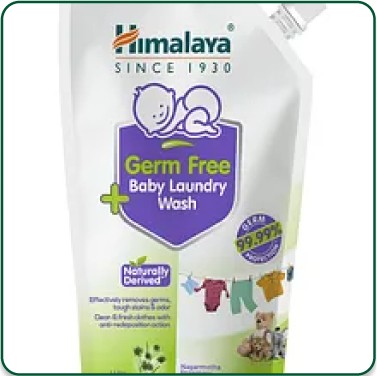 Himalaya®
SINCE 1930
Germ Free
Baby Laundry
Wash
GERM
99.99%
PROTECTION
Naturally
Derived*
Effectively removes germs,
tough stains & odor
Clean & fresh clothes with
anti-redeposition action
Nagarmotha